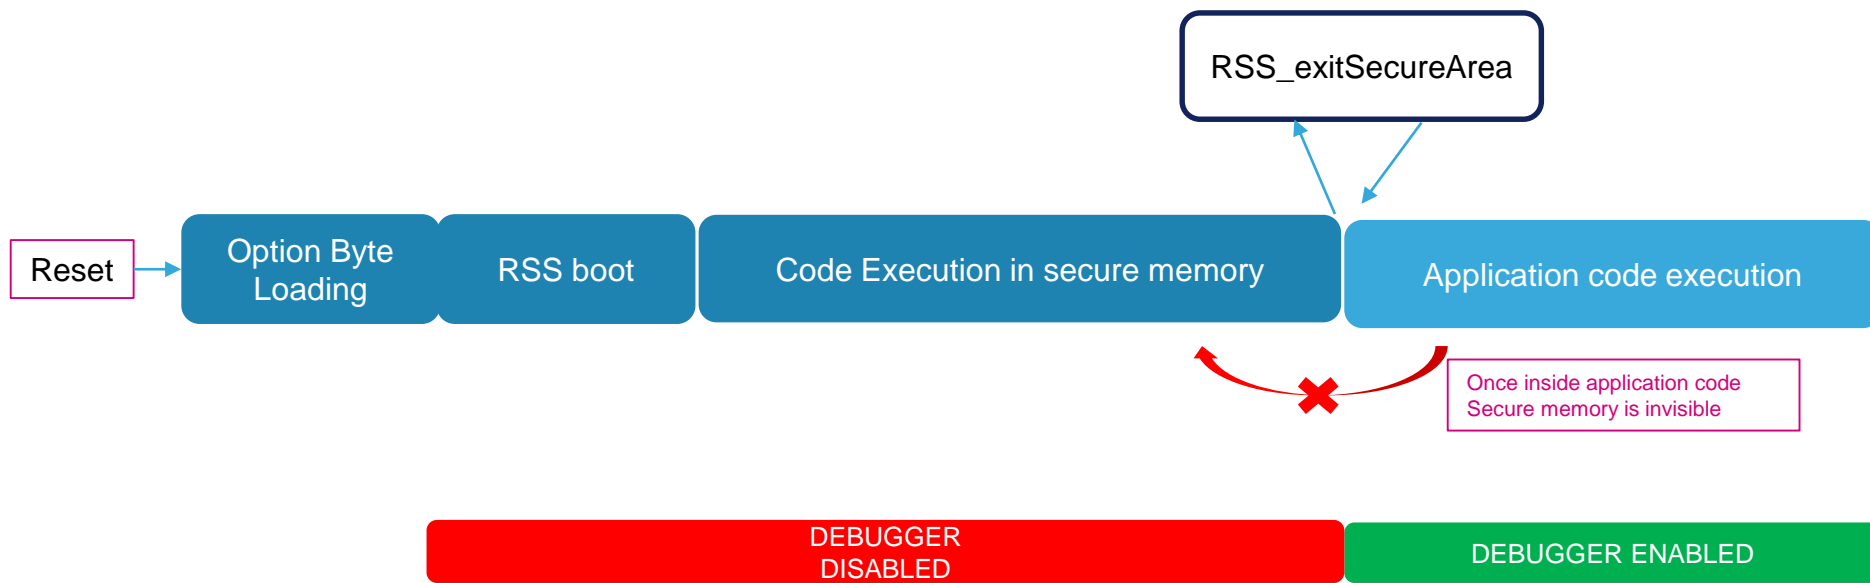 RSS_exitSecureArea
Reset
Option Byte
Loading
RSS boot
Code Execution in secure memory
Application code execution
Once inside application code
Secure memory is invisible
DEBUGGER
DISABLED
DEBUGGER ENABLED